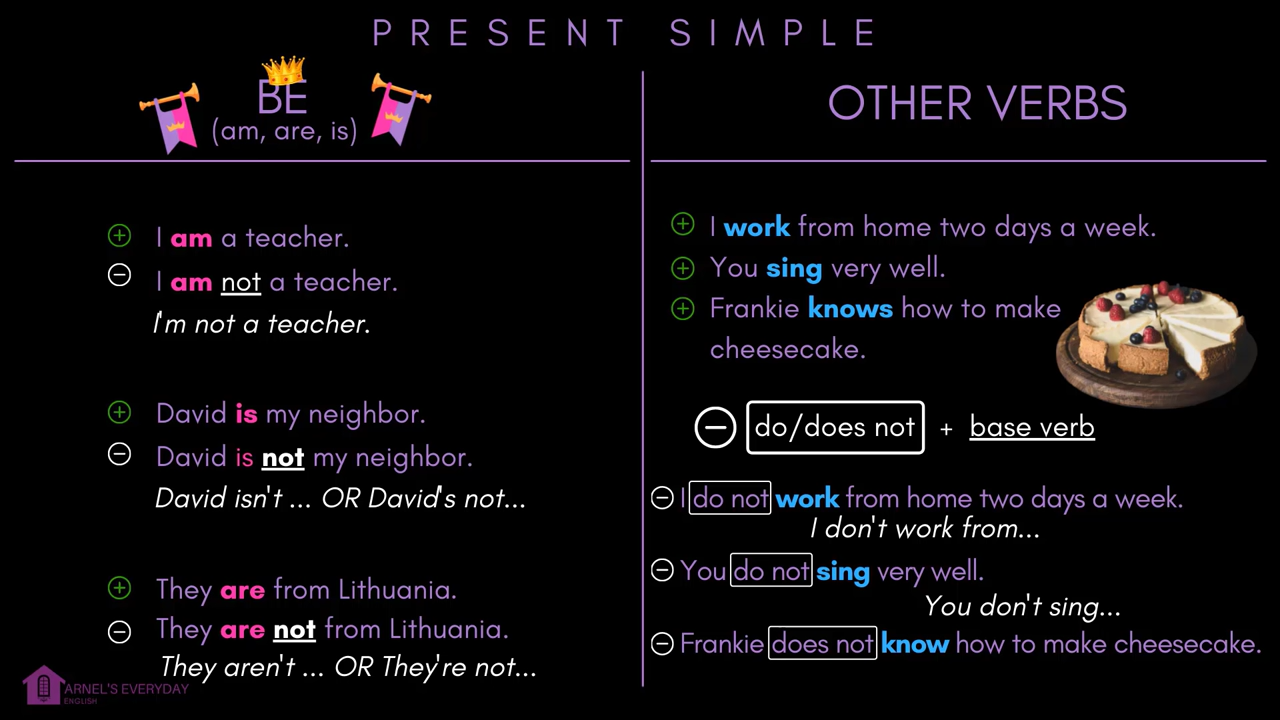 PRESENT SIMPLE
BE
(am, are, is)
I am a teacher.
I am not a teacher.
I'm not a teacher.
David is my neighbor.
David is not my neighbor.
David isn't ... OR David's not...
They are from Lithuania.
They are not from Lithuania.
They aren't ... OR They're not...
OTHER VERBS
I work from home two days a week.
You sing very well.
Frankie knows how to make
cheesecake.
do/does not + base verb
I do not work from home two days a week.
I don't work from...
You do not sing very well.
You don't sing...
Frankie does not know how to make cheesecake.
ARNEL'S EVERYDAY
ENGLISH